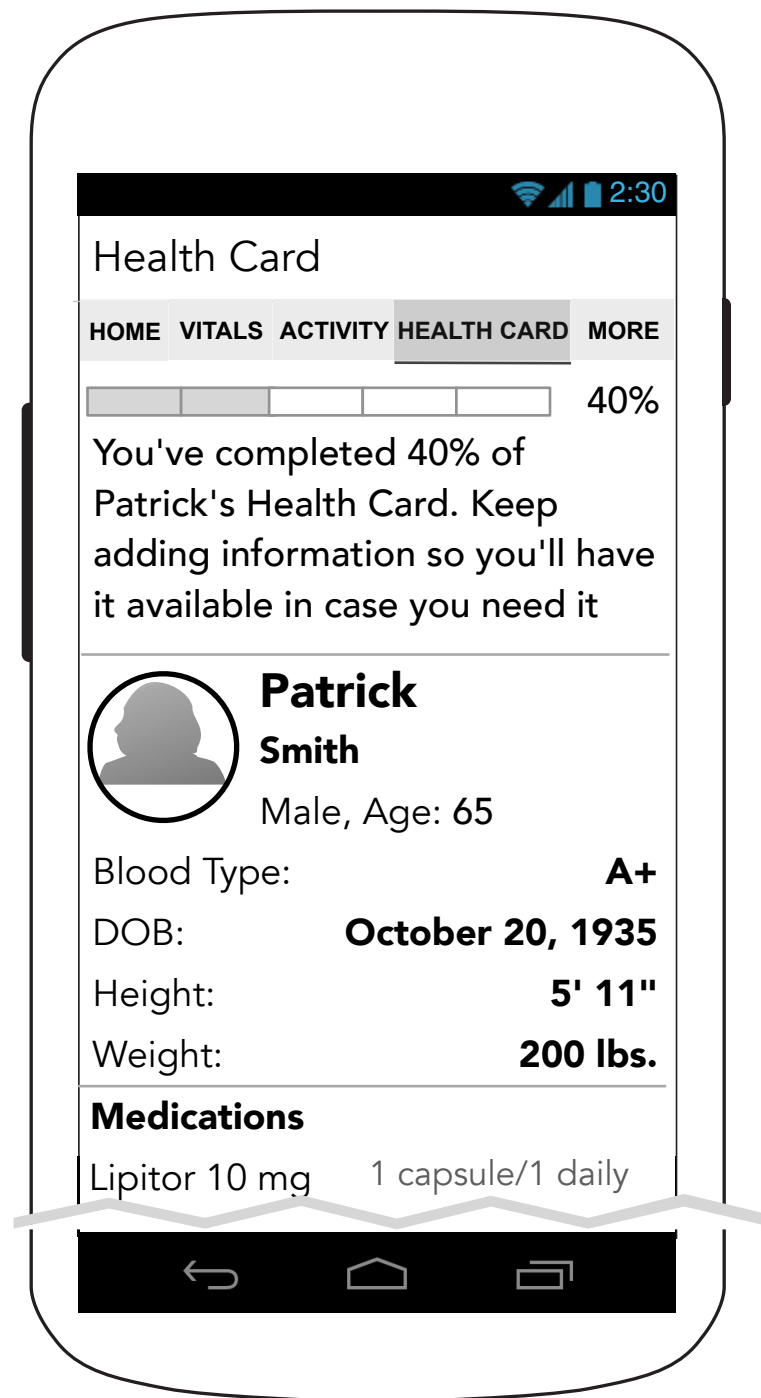 2:30
Health Card
HOME VITALS ACTIVITY HEALTH CARD MORE
40%
You've completed 40% of
Patrick's Health Card. Keep
adding information so you'll have
it available in case you need it
Patrick
Smith
Male, Age: 65
Blood Type: A+
DOB: October 20, 1935
Height: 5' 11"
Weight: 200 lbs.
Medications
Lipitor 10 mg 1 capsule/1 daily